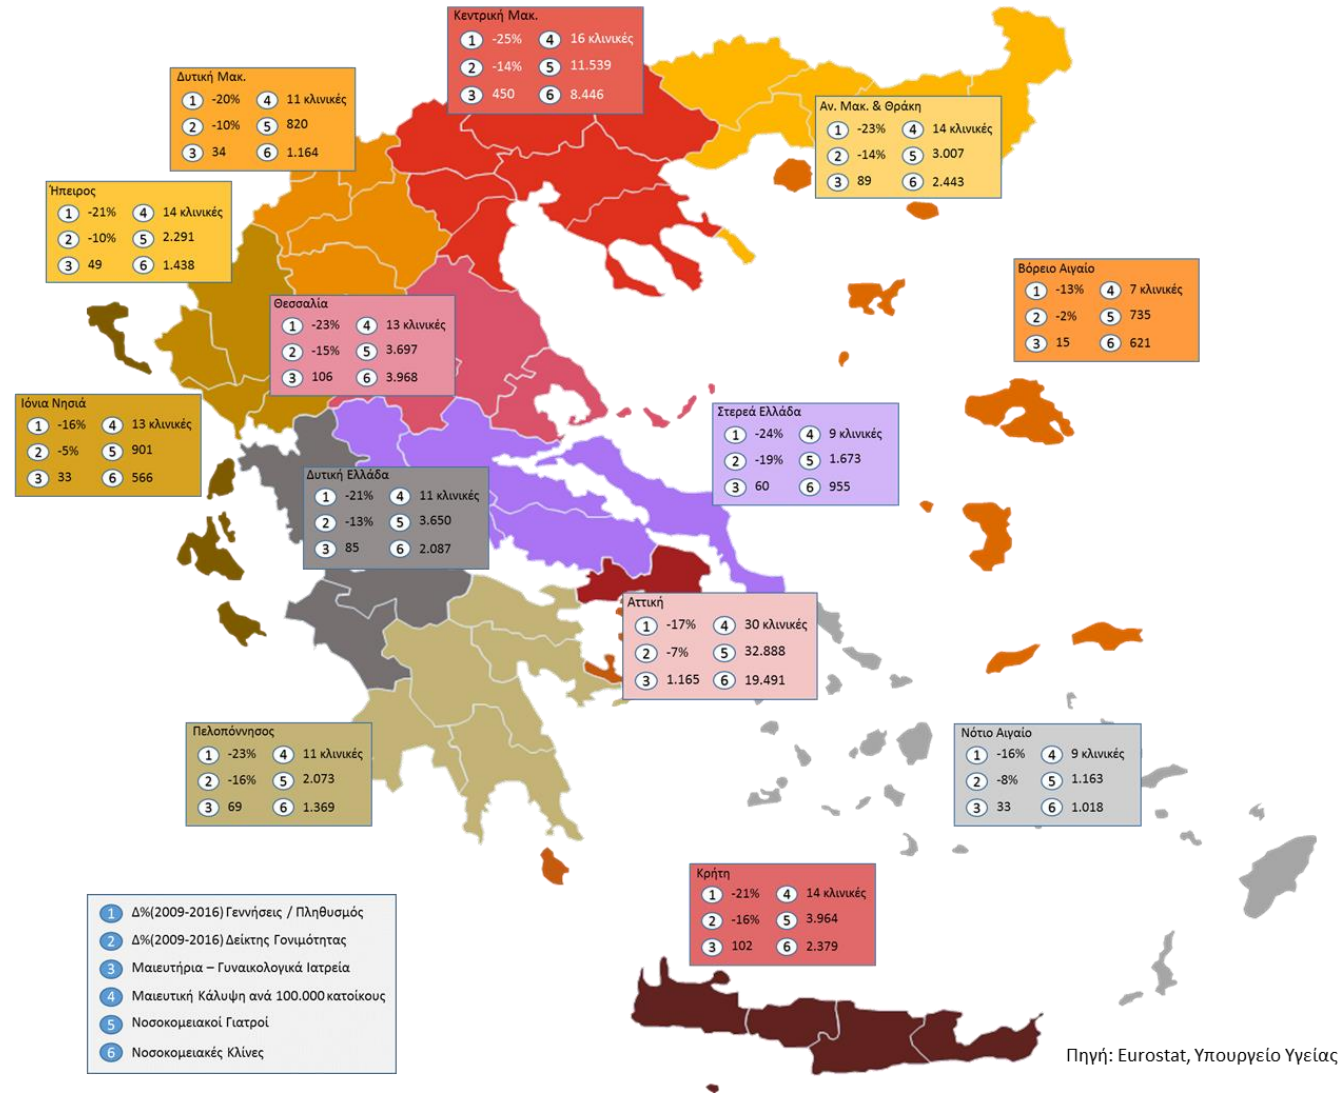 Κεντρική Μακ.
1 -25% 4 16 κλινικές
2 -14% 5 11.539
3 450 6 8.446
Δυτική Μακ.
1 -20% 4 11 κλινικές
2 -10% 5 820
3 34 6 1.164
Αν. Μακ. & Θράκη
1 -23% 4 14 κλινικές
2 -14% 5 3.007
3 89 6 2.443
Ήπειρος
1 -21% 4 14 κλινικές
2 -10% 5 2.291
3 49 6 1.438
Βόρειο Αιγαίο
1 -13% 4 7 κλινικές
2 -2% 5 735
3 15 6 621
Θεσσαλία
1 -23% 4 13 κλινικές
2 -15% 5 3.697
3 106 6 3.968
Ιόνια Νησιά
1 -16% 4 13 κλινικές
2 -5% 5 901
3 33 6 566
Στερεά Ελλάδα
1 -24% 4 9 κλινικές
2 -19% 5 1.673
3 60 6 955
Δυτική Ελλάδα
1 -21% 4 11 κλινικές
2 -13% 5 3.650
3 85 6 2.087
Αττική
1 -17% 4 30 κλινικές
2 -7% 5 32.888
3 1.165 6 19.491
Πελοπόννησος
1 -23% 4 11 κλινικές
2 -16% 5 2.073
3 69 6 1.369
Νότιο Αιγαίο
1 -16% 4 9 κλινικές
2 -8% 5 1.163
3 33 6 1.018
Κρήτη
1 -21% 4 14 κλινικές
2 -16% 5 3.964
3 102 6 2.379
1 Δ%(2009-2016) Γεννήσεις / Πληθυσμός
2 Δ%(2009-2016) Δείκτης Γονιμότητας
3 Μαιευτήρια – Γυναικολογικά Ιατρεία
4 Μαιευτική Κάλυψη ανά 100.000 κατοίκους
5 Νοσοκομειακοί Γιατροί
6 Νοσοκομειακές Κλίνες
Πηγή: Eurostat, Υπουργείο Υγείας